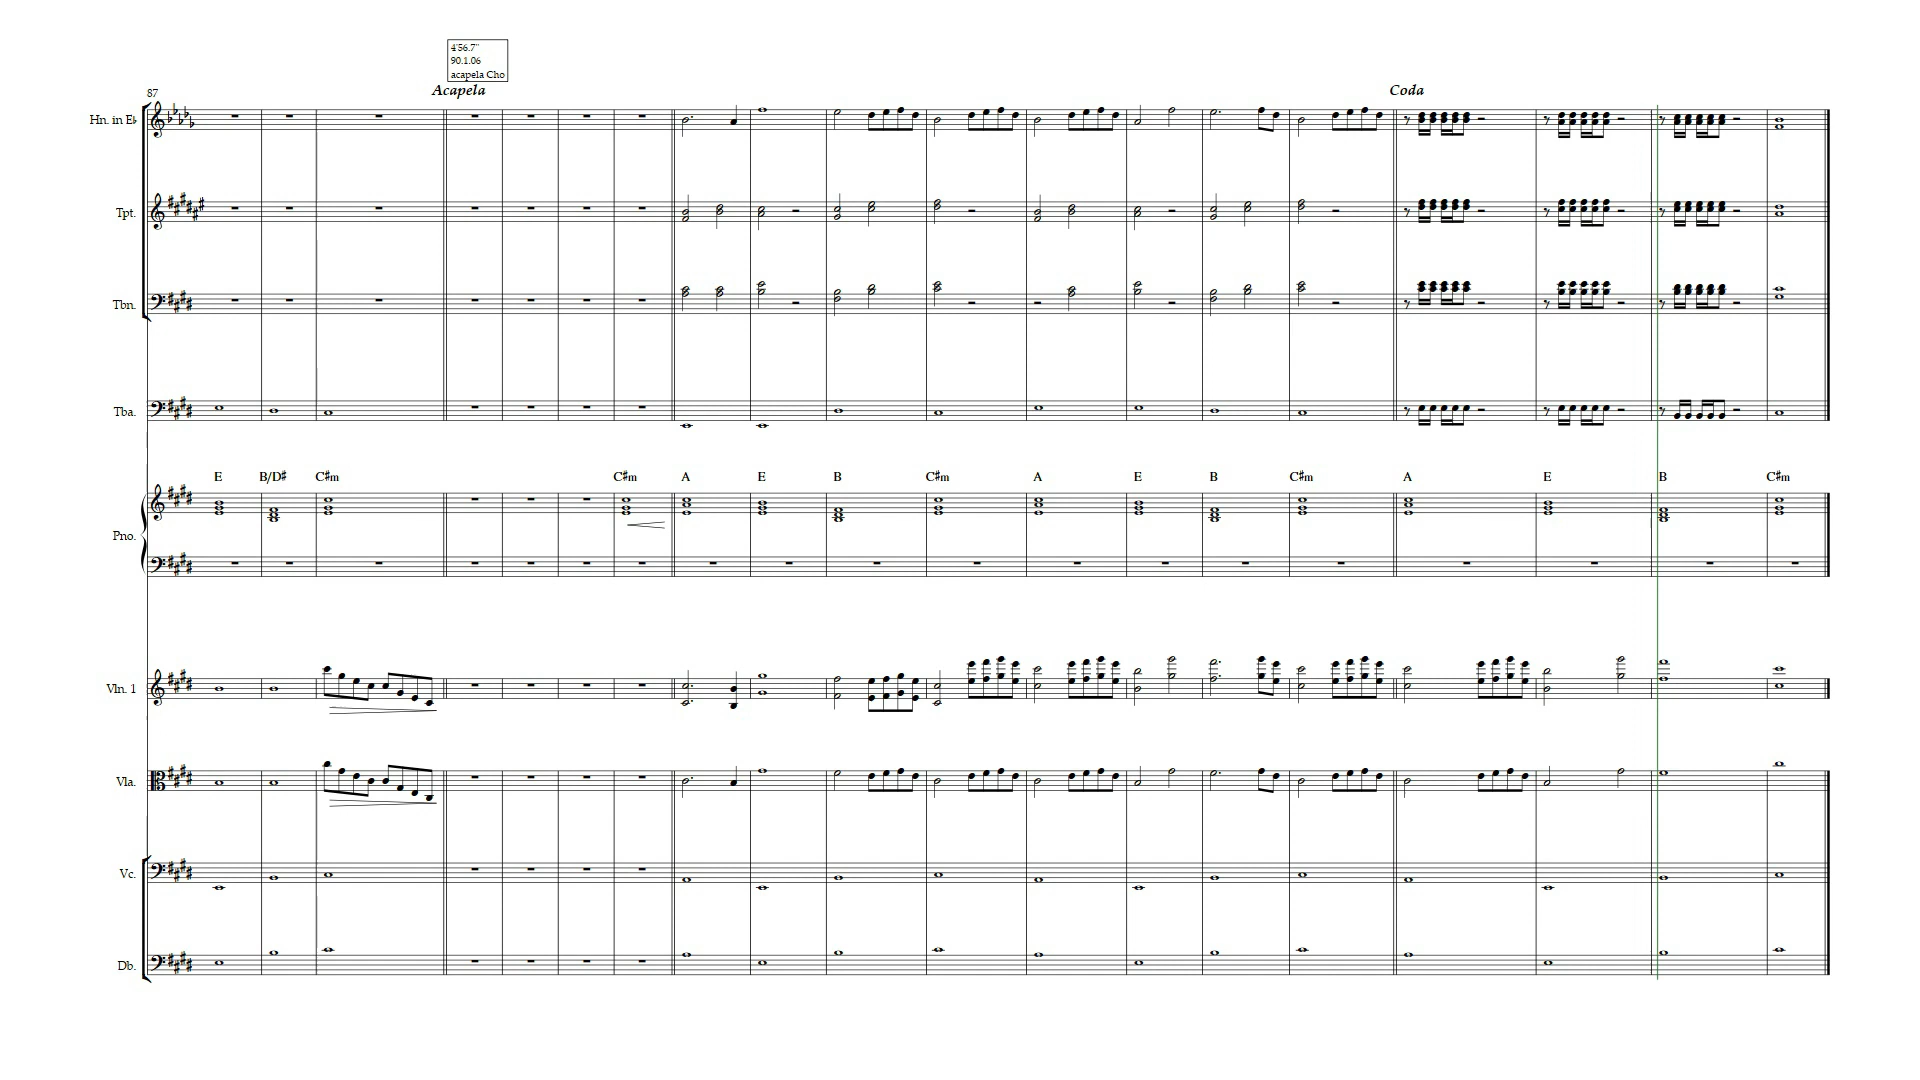 4'56.7"
90.1.06
acapela Cho
87
Acapela
Coda
Hn. in E♭
Tpt.
Tbn.
Tba.
E B/D♯ C♯m C♯m A E B C♯m A E B C♯m A E B C♯m
Pno.
Vln. 1
Vla.
Vc.
Db.